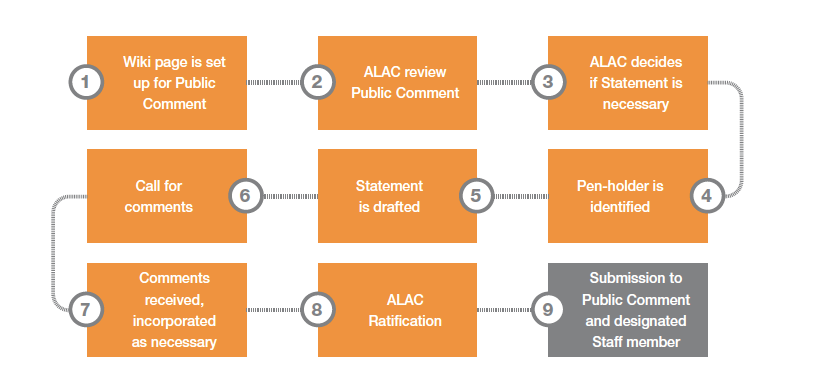 1
Wiki page is set
up for Public
Comment
2
ALAC review
Public Comment
3
ALAC decides
if Statement is
necessary
4
Pen-holder is
identified
5
Statement
is drafted
6
Call for
comments
7
Comments
received,
incorporated
as necessary
8
ALAC
Ratification
9
Submission to
Public Comment
and designated
Staff member